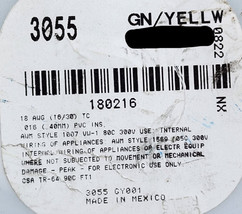 3055
GN/YELLW
0822
NX
180216
18 AWG (16/30) TC
.016 (.40MM) PVC INS.
AWM STYLE 1007 VW-1 80C 300V USE: INTERNAL
WIRING OF APPLIANCES: AWM STYLE 1569 105C 300V
INTERNAL WIRING OF APPLIANCES OR ELECTR EQUIP
WHERE NOT SUBJECTED TO MOVEMENT OR MECHANICAL
DAMAGE - PEAK - FOR ELECTRONIC USE ONLY.
CSA TR-64 90C FT1
3055 GY001
MADE IN MEXICO